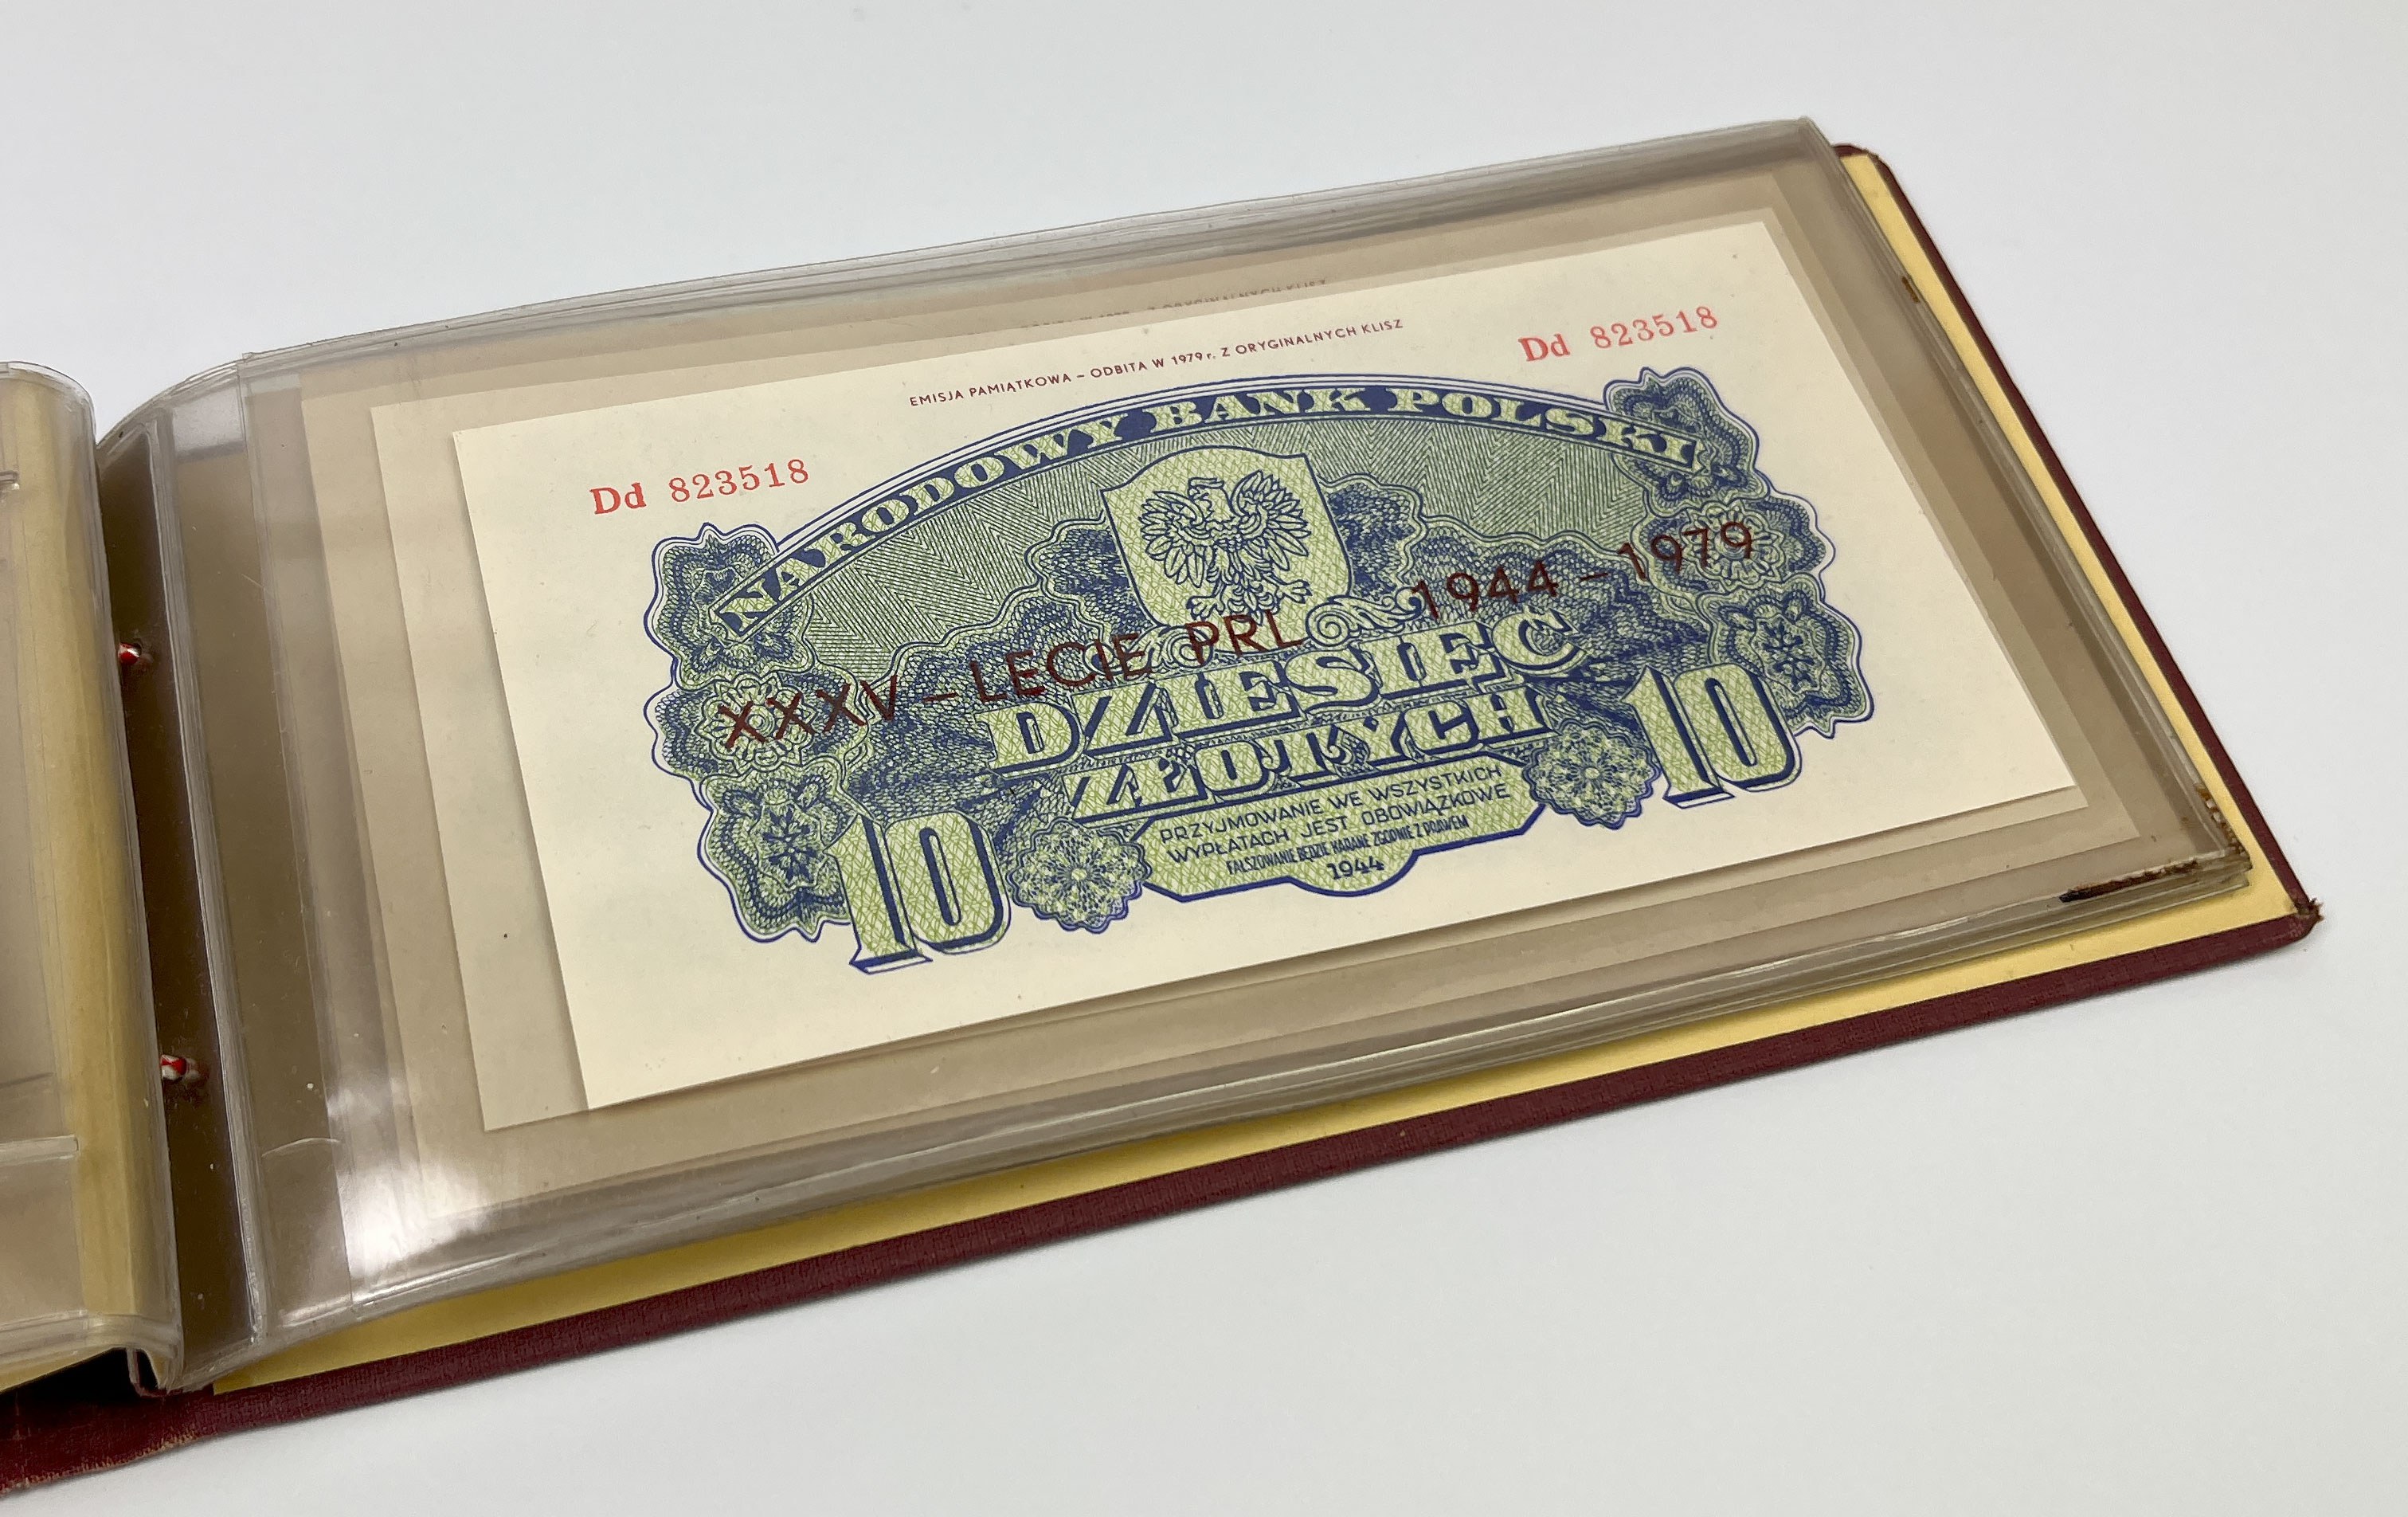 EMISJA PAMIĄTKOWA – ODBITA W 1979 r. Z ORYGINALNYCH KLISZ
Dd 823518
Dd 823518
NARODOWY BANK POLSKI
XXXV – LECIE PRL 1944 – 1979
DZIESIĘC
ZŁOTYCH
10
10
PRZYJMOWANIE WE WSZYSTKICH
WYPŁATACH JEST OBOWIĄZKOWE
FAŁSZOWANIE BĘDZIE KARANE ZGODNIE Z PRAWEM
1944